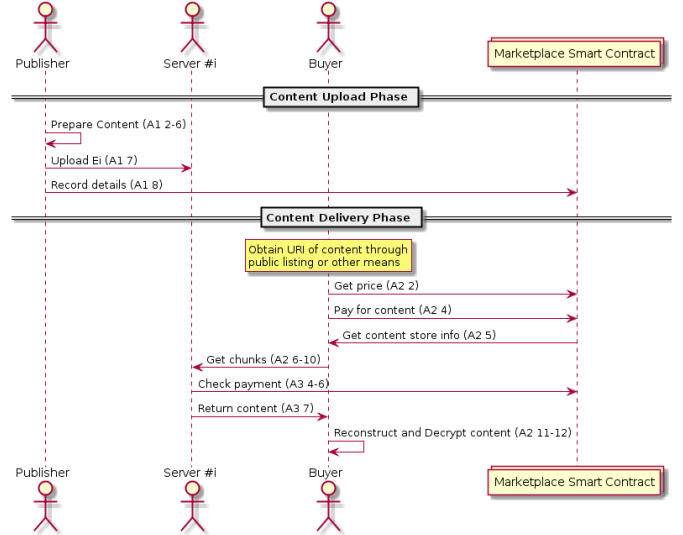 Publisher
Server #i
Buyer
Marketplace Smart Contract
Content Upload Phase
Prepare Content (A1 2-6)
Upload Ei (A1 7)
Record details (A1 8)
Content Delivery Phase
Obtain URI of content through
public listing or other means
Get price (A2 2)
Pay for content (A2 4)
Get content store info (A2 5)
Get chunks (A2 6-10)
Check payment (A3 4-6)
Return content (A3 7)
Reconstruct and Decrypt content (A2 11-12)
Publisher
Server #i
Buyer
Marketplace Smart Contract